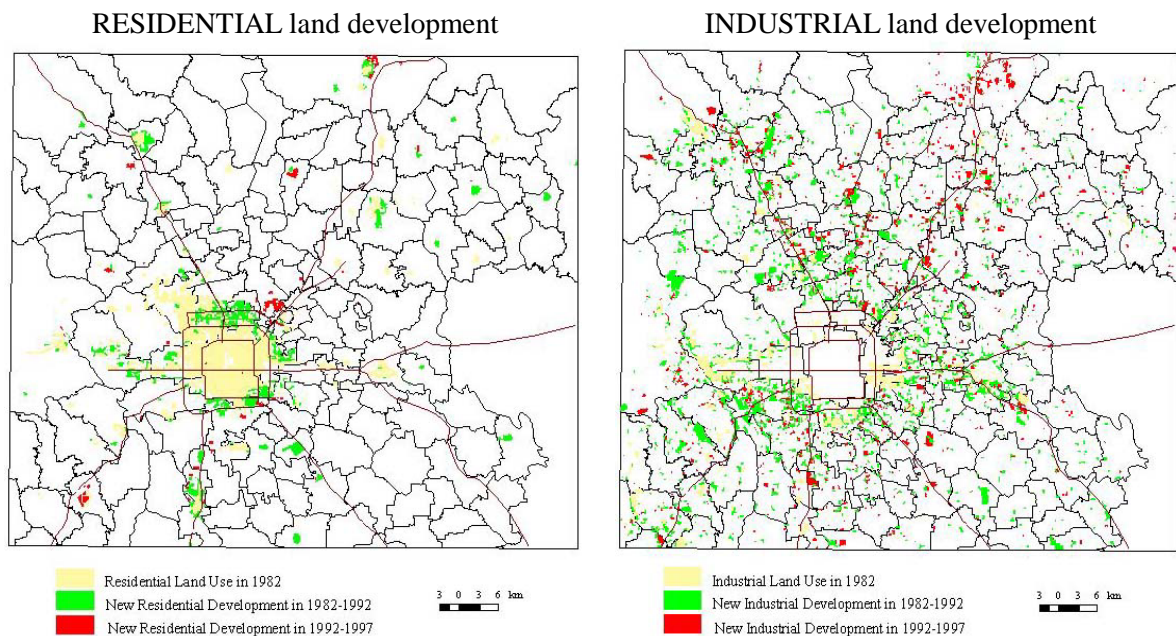 RESIDENTIAL land development
INDUSTRIAL land development
Residential Land Use in 1982
New Residential Development in 1982-1992
New Residential Development in 1992-1997
3 0 3 6 km
Industrial Land Use in 1982
New Industrial Development in 1982-1992
New Industrial Development in 1992-1997
3 0 3 6 km